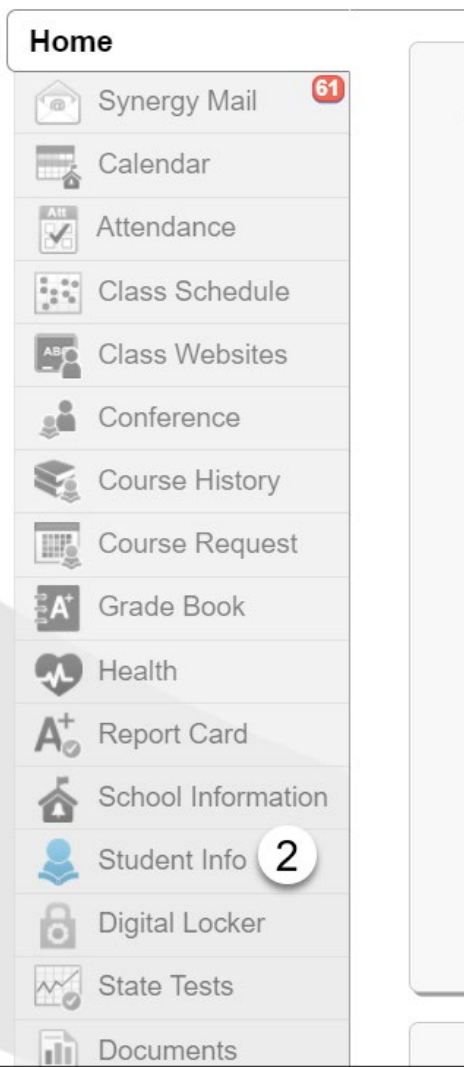 Home
Synergy Mail 61
Calendar
Att
Attendance
Class Schedule
Class Websites
Conference
Course History
Course Request
A+ Grade Book
Health
A+ Report Card
School Information
Student Info 2
Digital Locker
State Tests
Documents